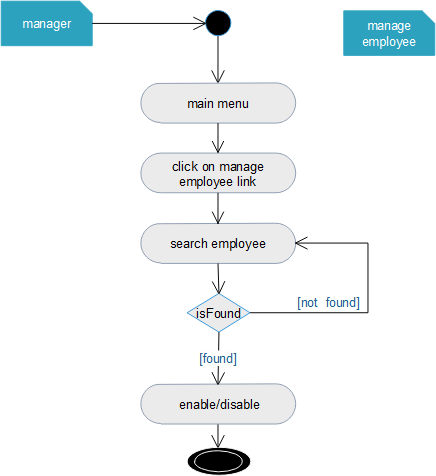 manager
manage
employee
main menu
click on manage
employee link
search employee
isFound
[not found]
[found]
enable/disable